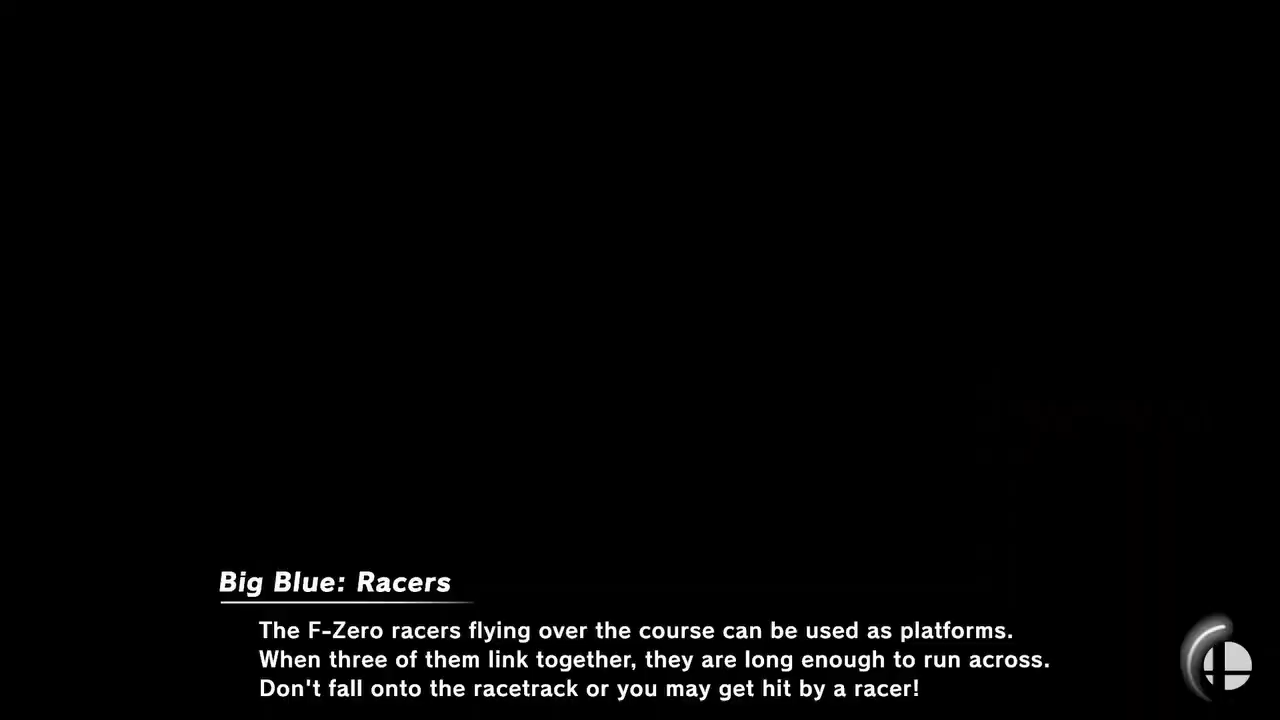 Big Blue: Racers
The F-Zero racers flying over the course can be used as platforms.
When three of them link together, they are long enough to run across.
Don't fall onto the racetrack or you may get hit by a racer!